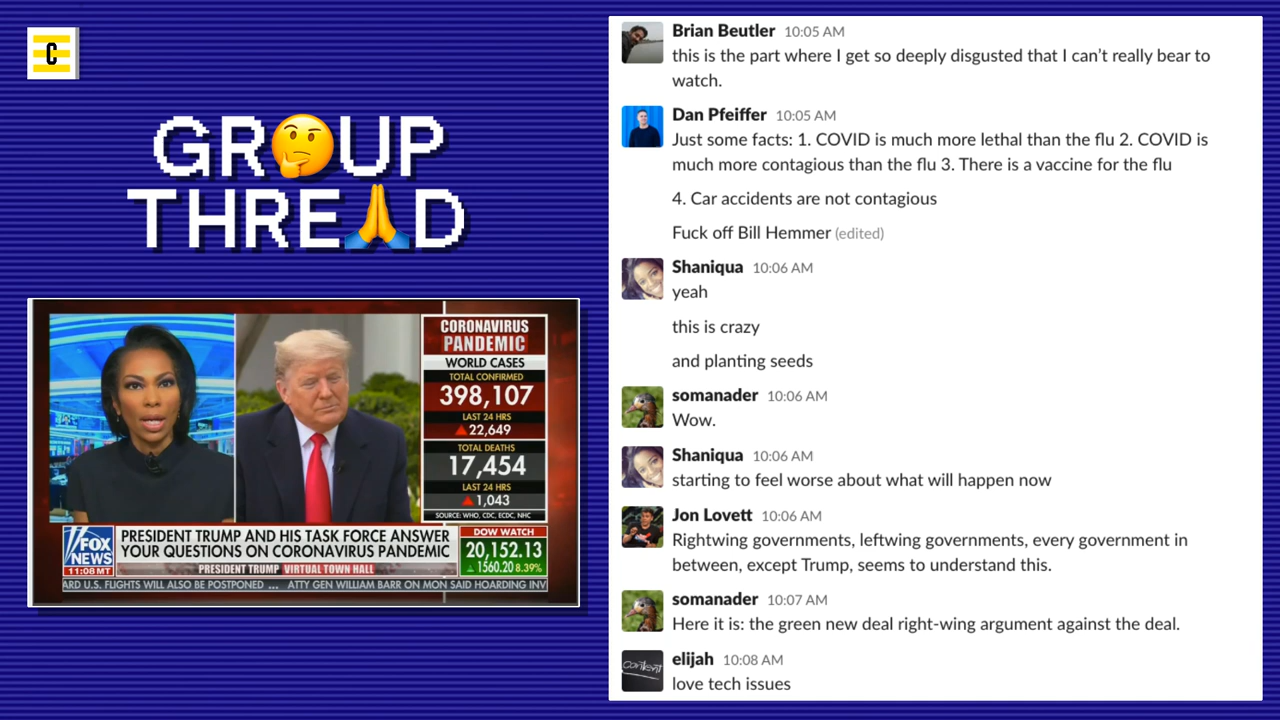 C
GR🤔UP
THRE🙏D
CORONAVIRUS
PANDEMIC
WORLD CASES
TOTAL CONFIRMED
398,107
LAST 24 HRS
▲22,649
TOTAL DEATHS
17,454
LAST 24 HRS
▲1,043
SOURCE: WHO, CDC, ECDC, NHC
FOX
NEWS
11:08 MT
PRESIDENT TRUMP AND HIS TASK FORCE ANSWER
YOUR QUESTIONS ON CORONAVIRUS PANDEMIC
PRESIDENT TRUMP VIRTUAL TOWN HALL
DOW WATCH
20,152.13
▲ 1560.20 8.39%
ARD U.S. FLIGHTS WILL ALSO BE POSTPONED ... ATTY GEN WILLIAM BARR ON MON SAID HOARDING INV
Brian Beutler 10:05 AM
this is the part where I get so deeply disgusted that I can’t really bear to
watch.
Dan Pfeiffer 10:05 AM
Just some facts: 1. COVID is much more lethal than the flu 2. COVID is
much more contagious than the flu 3. There is a vaccine for the flu
4. Car accidents are not contagious
Fuck off Bill Hemmer (edited)
Shaniqua 10:06 AM
yeah
this is crazy
and planting seeds
somanader 10:06 AM
Wow.
Shaniqua 10:06 AM
starting to feel worse about what will happen now
Jon Lovett 10:06 AM
Rightwing governments, leftwing governments, every government in
between, except Trump, seems to understand this.
somanader 10:07 AM
Here it is: the green new deal right-wing argument against the deal.
elijah 10:08 AM
content
love tech issues